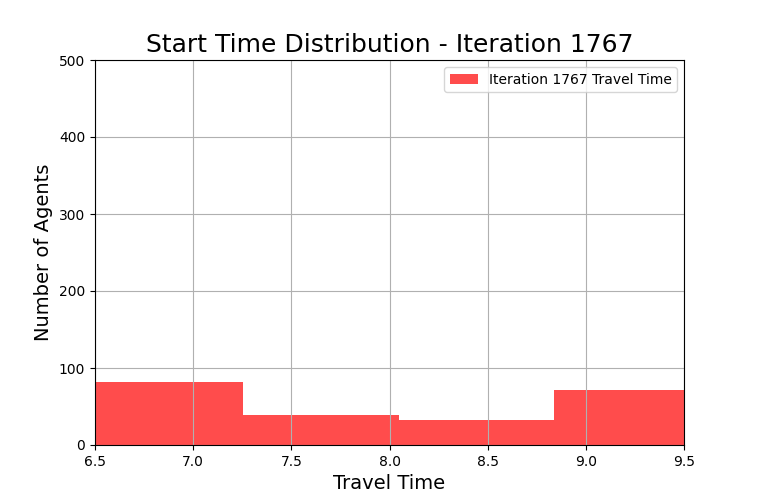 Start Time Distribution - Iteration 1767
500
Iteration 1767 Travel Time
400
300
200
100
0
Number of Agents
6.5 7.0 7.5 8.0 8.5 9.0 9.5
Travel Time